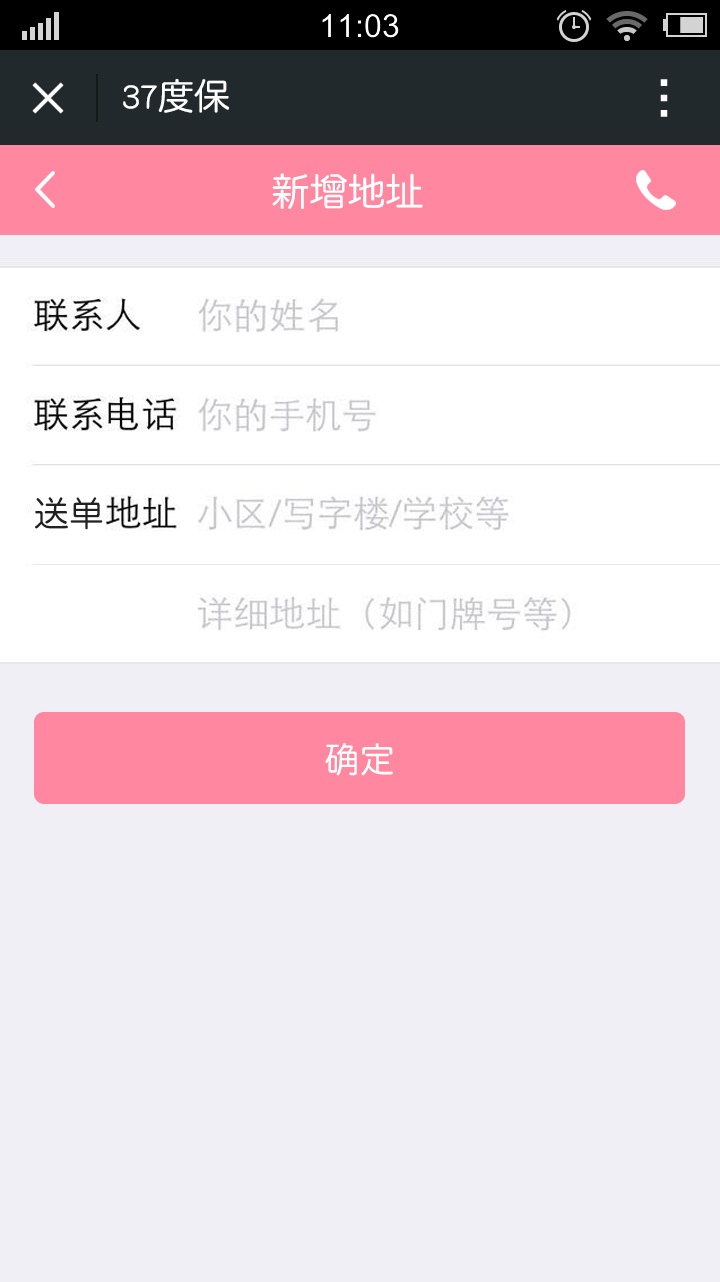 11:03
37度保
新增地址
联系人 你的姓名
联系电话 你的手机号
送单地址 小区/写字楼/学校等
详细地址（如门牌号等）
确定